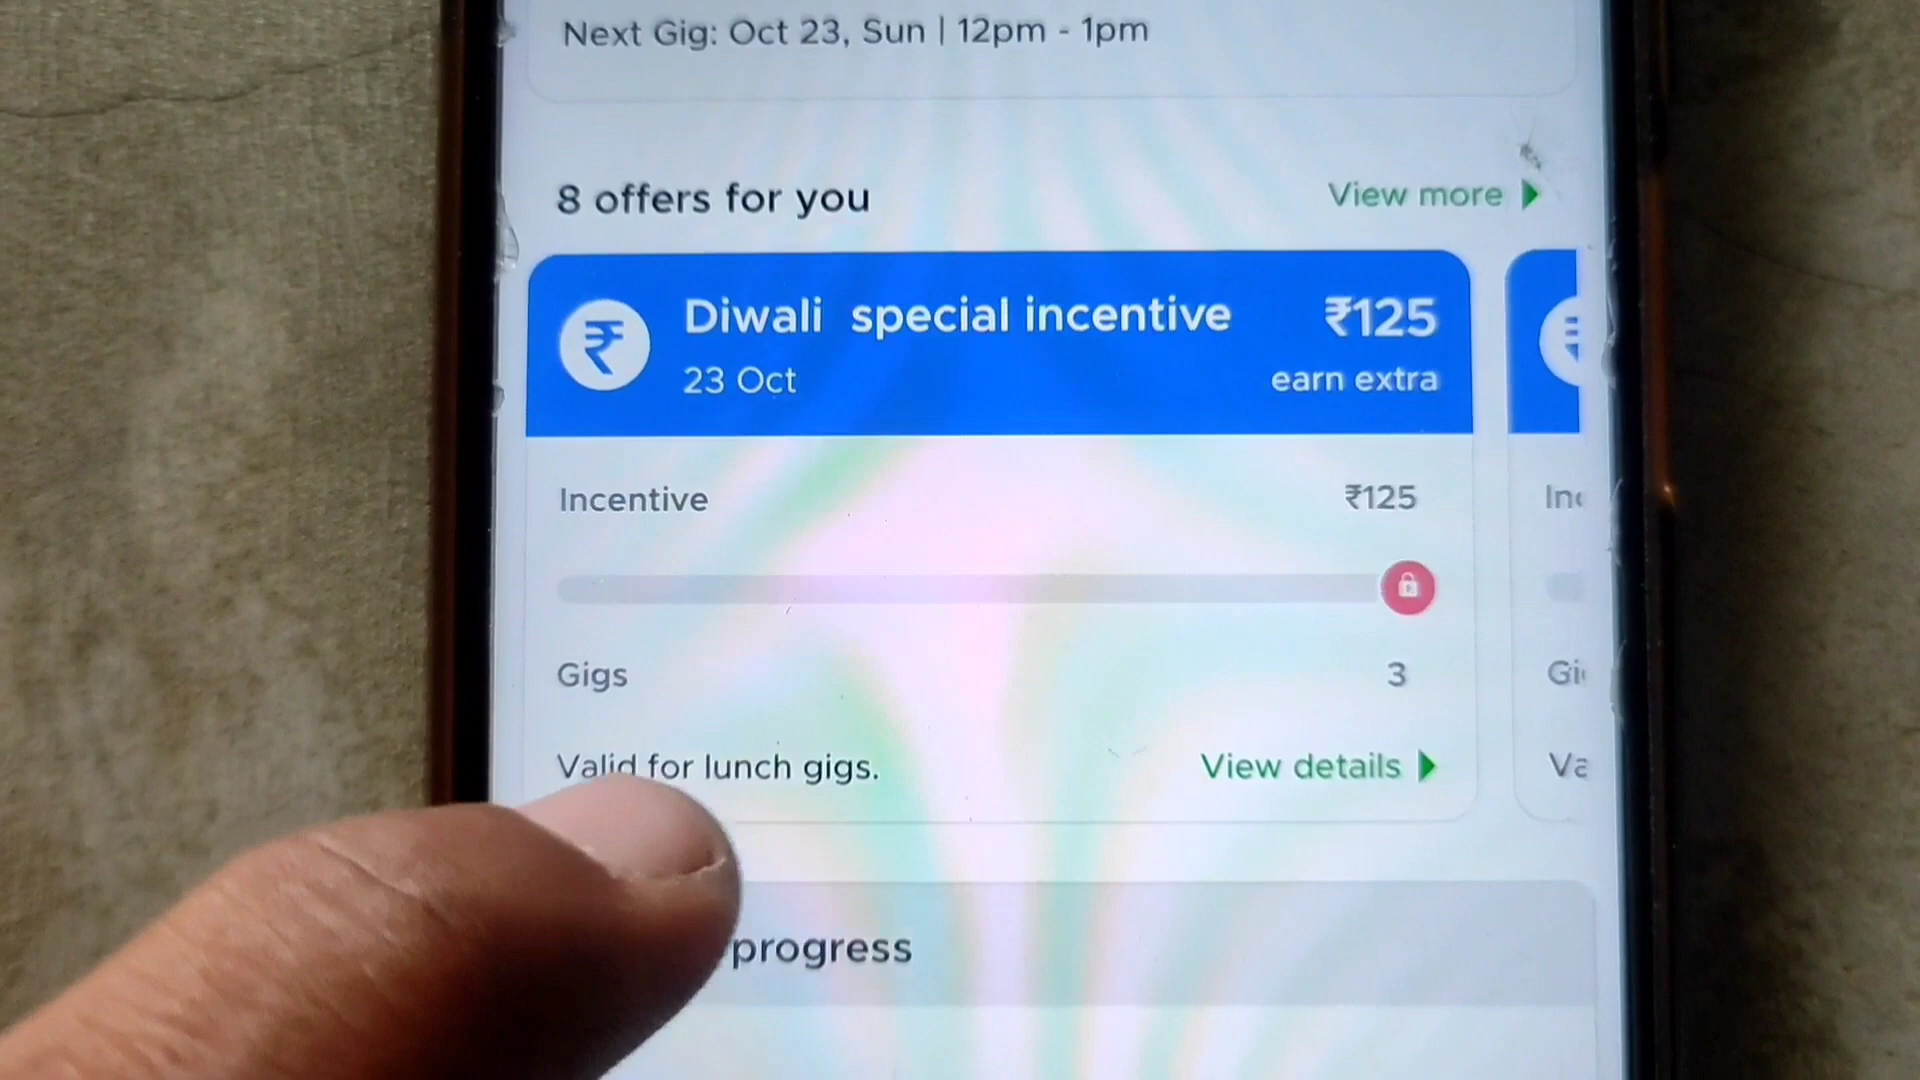 Next Gig: Oct 23, Sun | 12pm - 1pm
8 offers for you
View more
Diwali special incentive
₹125
23 Oct
earn extra
Incentive
₹125
Gigs
3
Valid for lunch gigs.
View details
progress